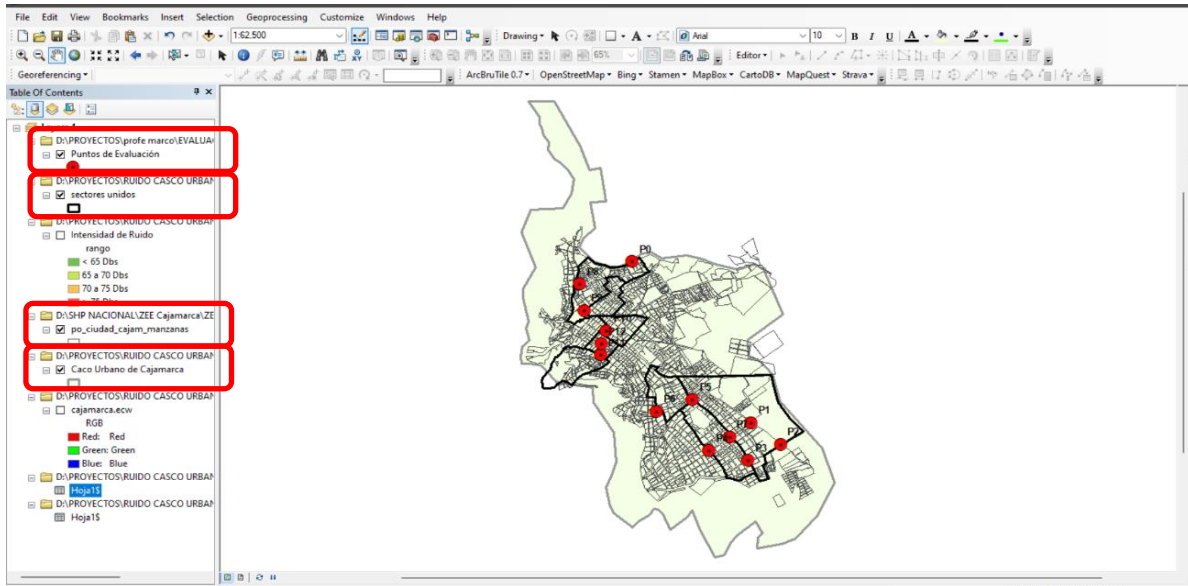 File Edit View Bookmarks Insert Selection Geoprocessing Customize Windows Help
1:62.500 Drawing A Arial 10 B I U A
65% Editor
Georeferencing ArcBruTile 0.7 OpenStreetMap Bing Stamen MapBox CartoDB MapQuest Strava
Table Of Contents
D:\PROYECTOS\profe marco\EVALUA
Puntos de Evaluación
D:\PROYECTOS\RUIDO CASCO URBAN
sectores unidos
D:\PROYECTOS\RUIDO CASCO URBAN
Intensidad de Ruido
rango
< 65 Dbs
65 a 70 Dbs
70 a 75 Dbs
D:\SHP NACIONAL\ZEE Cajamarca\ZE
po_ciudad_cajam_manzanas
D:\PROYECTOS\RUIDO CASCO URBAN
Caco Urbano de Cajamarca
D:\PROYECTOS\RUIDO CASCO URBAN
cajamarca.ecw
RGB
Red: Red
Green: Green
Blue: Blue
D:\PROYECTOS\RUIDO CASCO URBAN
Hoja1$
D:\PROYECTOS\RUIDO CASCO URBAN
Hoja1$
P0
P5
P1
P2
P3